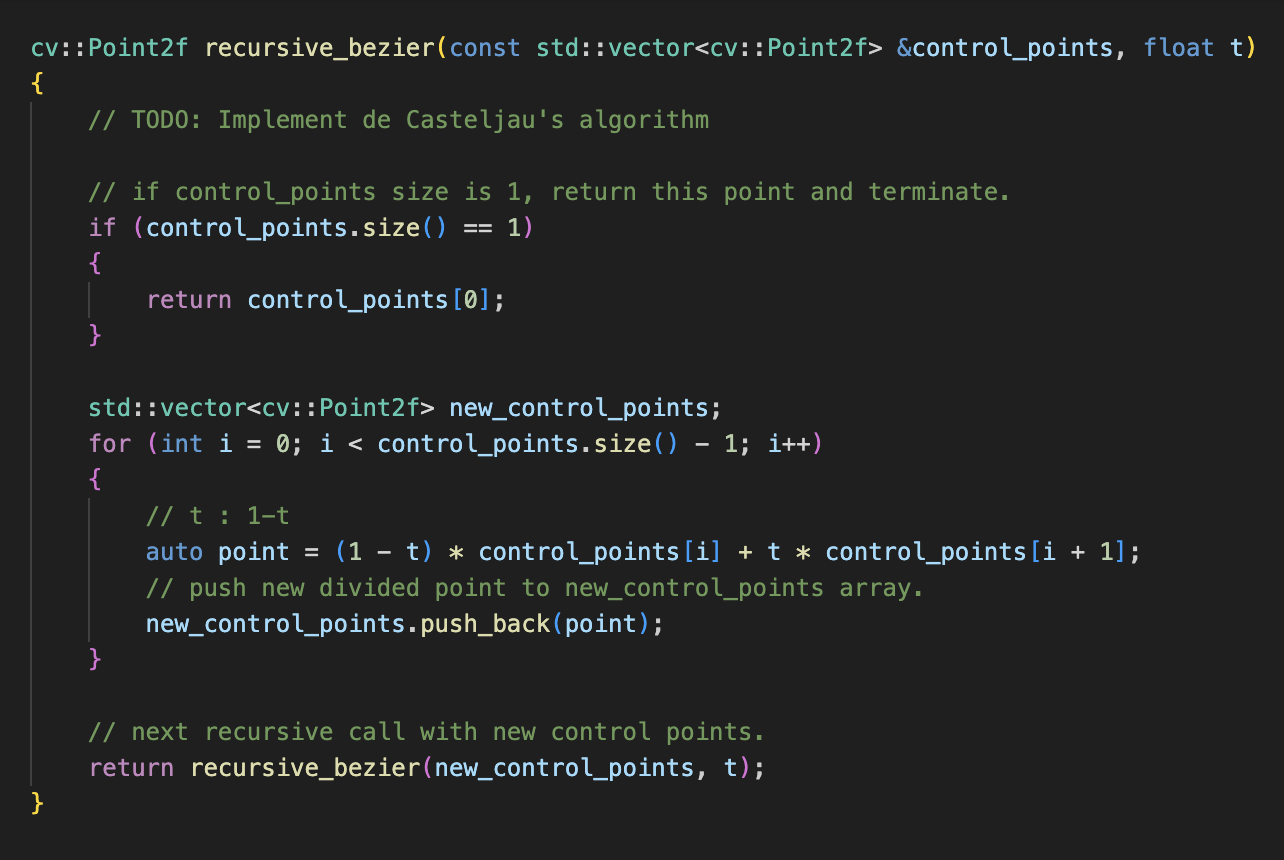 cv::Point2f recursive_bezier(const std::vector<cv::Point2f> &control_points, float t)
{
    // TODO: Implement de Casteljau's algorithm

    // if control_points size is 1, return this point and terminate.
    if (control_points.size() == 1)
    {
        return control_points[0];
    }

    std::vector<cv::Point2f> new_control_points;
    for (int i = 0; i < control_points.size() - 1; i++)
    {
        // t : 1-t
        auto point = (1 - t) * control_points[i] + t * control_points[i + 1];
        // push new divided point to new_control_points array.
        new_control_points.push_back(point);
    }

    // next recursive call with new control points.
    return recursive_bezier(new_control_points, t);
}